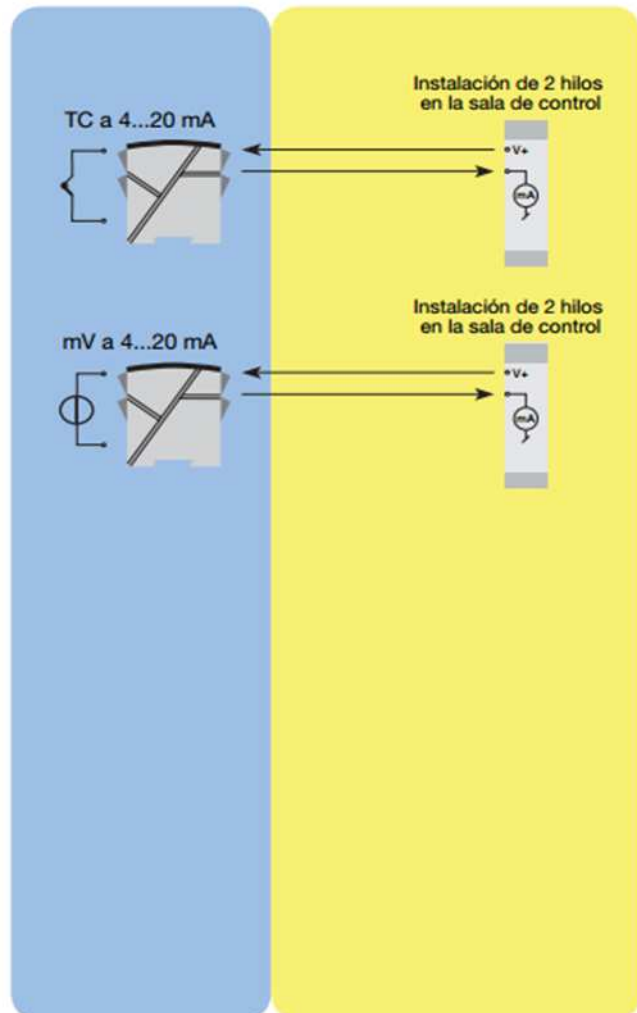 TC a 4...20 mA
Instalación de 2 hilos
en la sala de control
V+
mA
mV a 4...20 mA
Instalación de 2 hilos
en la sala de control
V+
mA